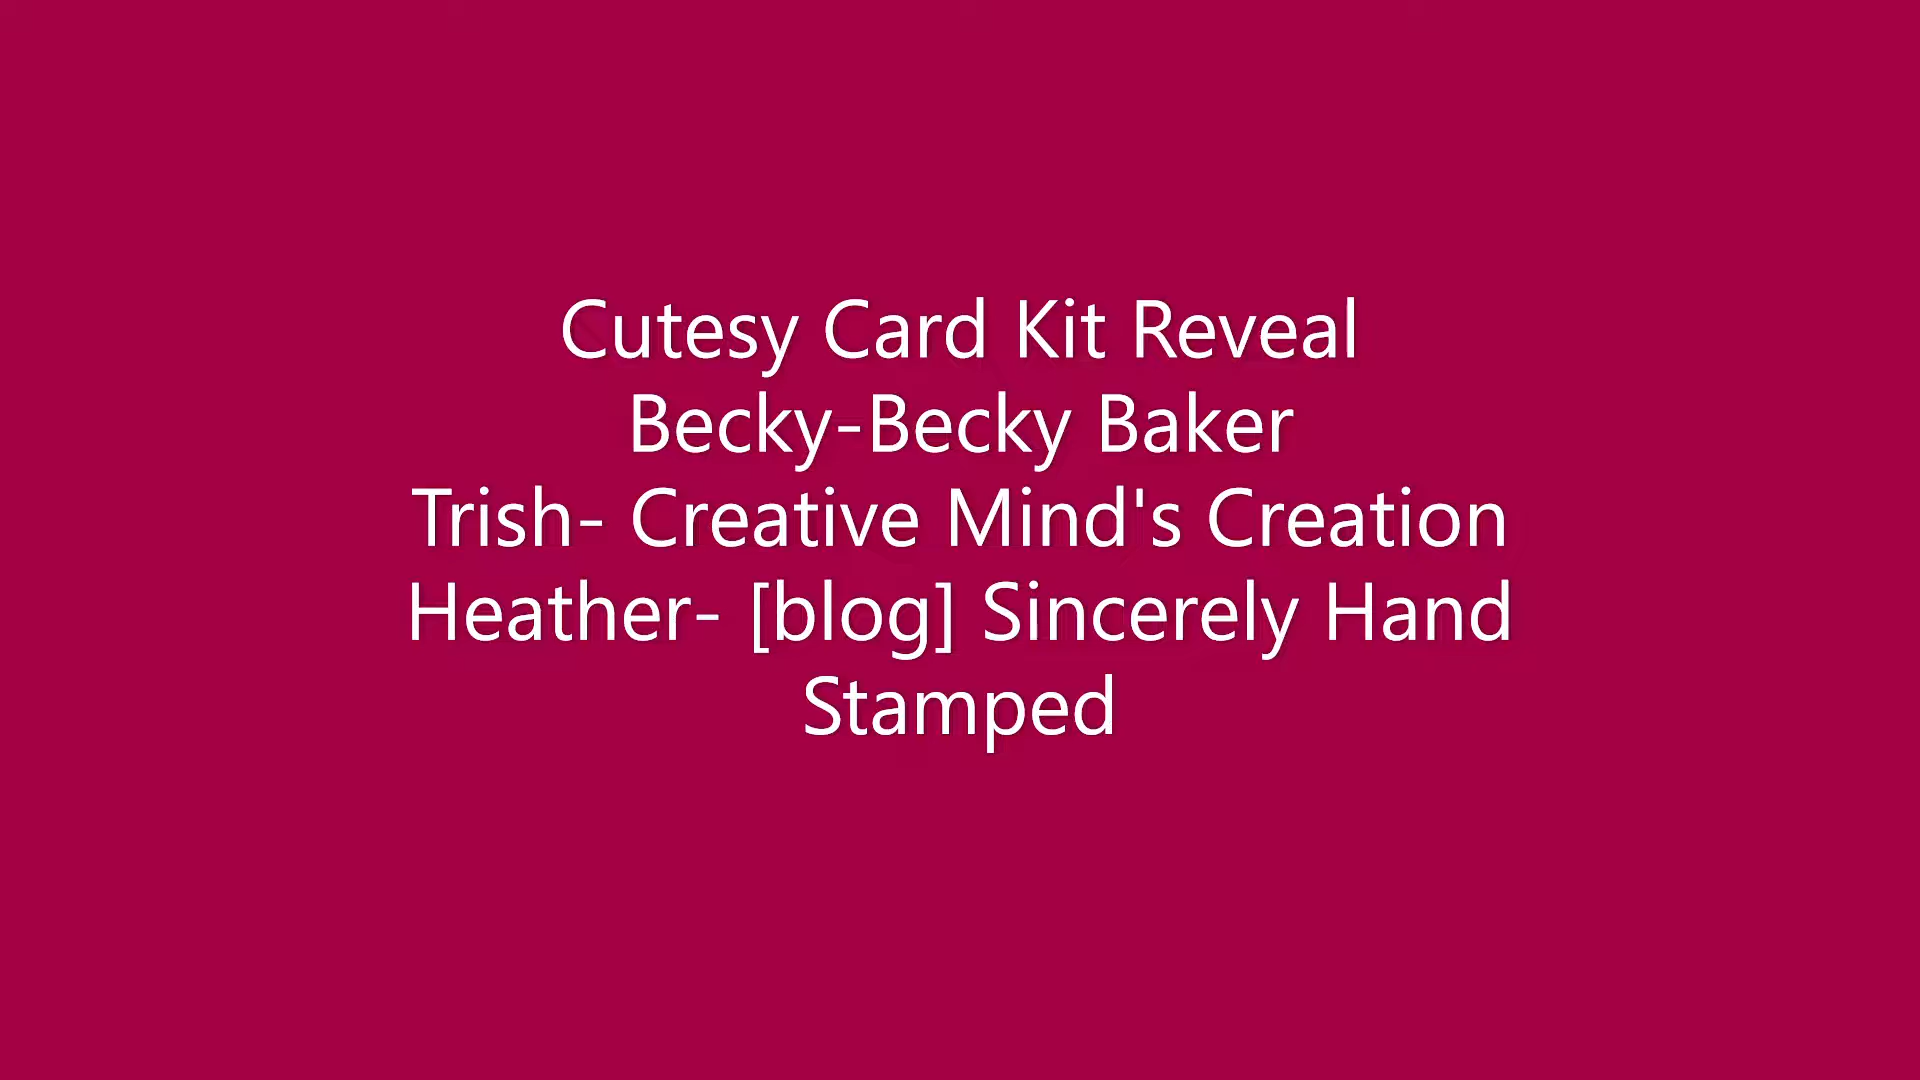 Cutesy Card Kit Reveal
Becky-Becky Baker
Trish- Creative Mind's Creation
Heather- [blog] Sincerely Hand
Stamped